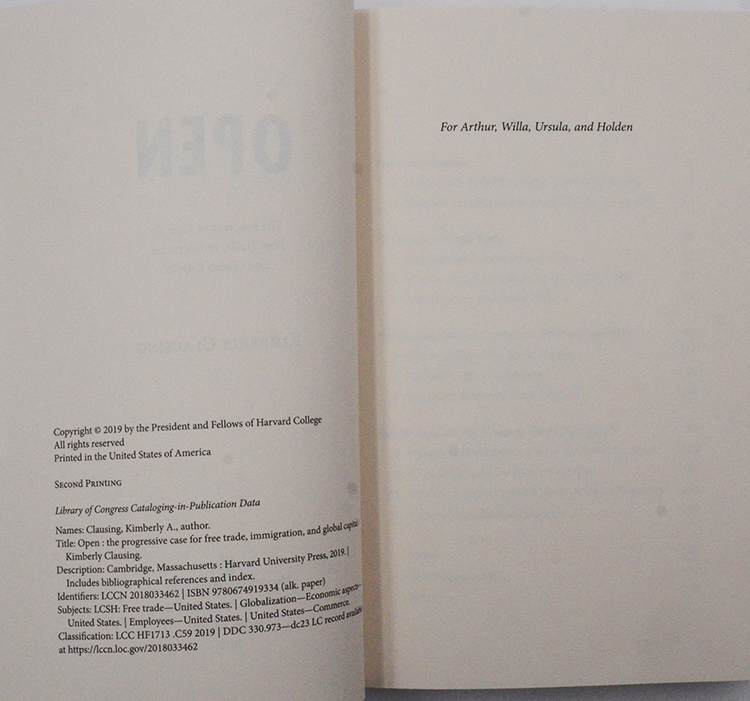 Copyright © 2019 by the President and Fellows of Harvard College
All rights reserved
Printed in the United States of America
SECOND PRINTING
Library of Congress Cataloging-in-Publication Data
Names: Clausing, Kimberly A., author.
Title: Open : the progressive case for free trade, immigration, and global capital
Kimberly Clausing.
Description: Cambridge, Massachusetts : Harvard University Press, 2019. |
Includes bibliographical references and index.
Identifiers: LCCN 2018033462 | ISBN 9780674919334 (alk. paper)
Subjects: LCSH: Free trade—United States. | Globalization—Economic aspects—
United States. | Employees—United States. | United States—Commerce.
Classification: LCC HF1713 .C59 2019 | DDC 330.973—dc23 LC record available
at https://lccn.loc.gov/2018033462
For Arthur, Willa, Ursula, and Holden
OPEN
KIMBERLY CLAUSING